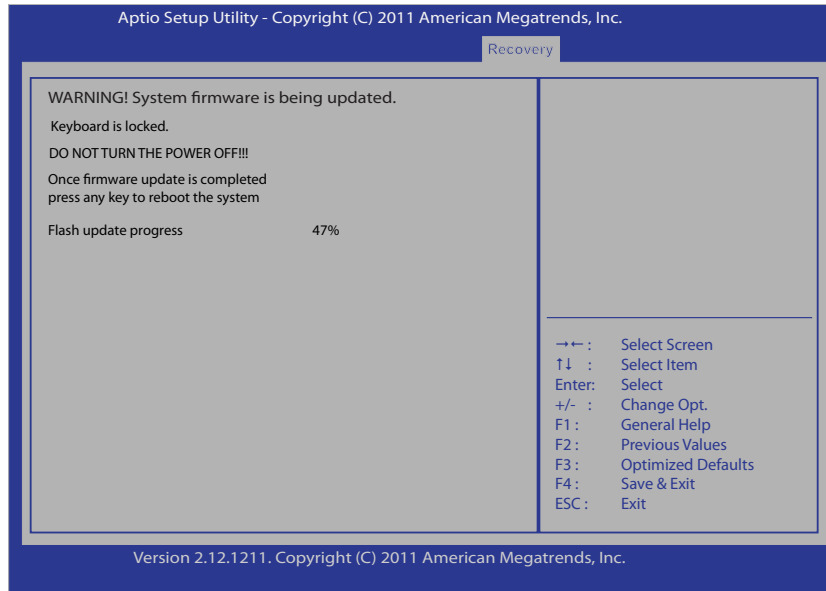 Aptio Setup Utility - Copyright (C) 2011 American Megatrends, Inc.
Recovery
WARNING! System firmware is being updated.
Keyboard is locked.
DO NOT TURN THE POWER OFF!!!
Once firmware update is completed
press any key to reboot the system
Flash update progress 47%
→←: Select Screen
↑↓ : Select Item
Enter: Select
+/- : Change Opt.
F1 : General Help
F2 : Previous Values
F3 : Optimized Defaults
F4 : Save & Exit
ESC : Exit
Version 2.12.1211. Copyright (C) 2011 American Megatrends, Inc.